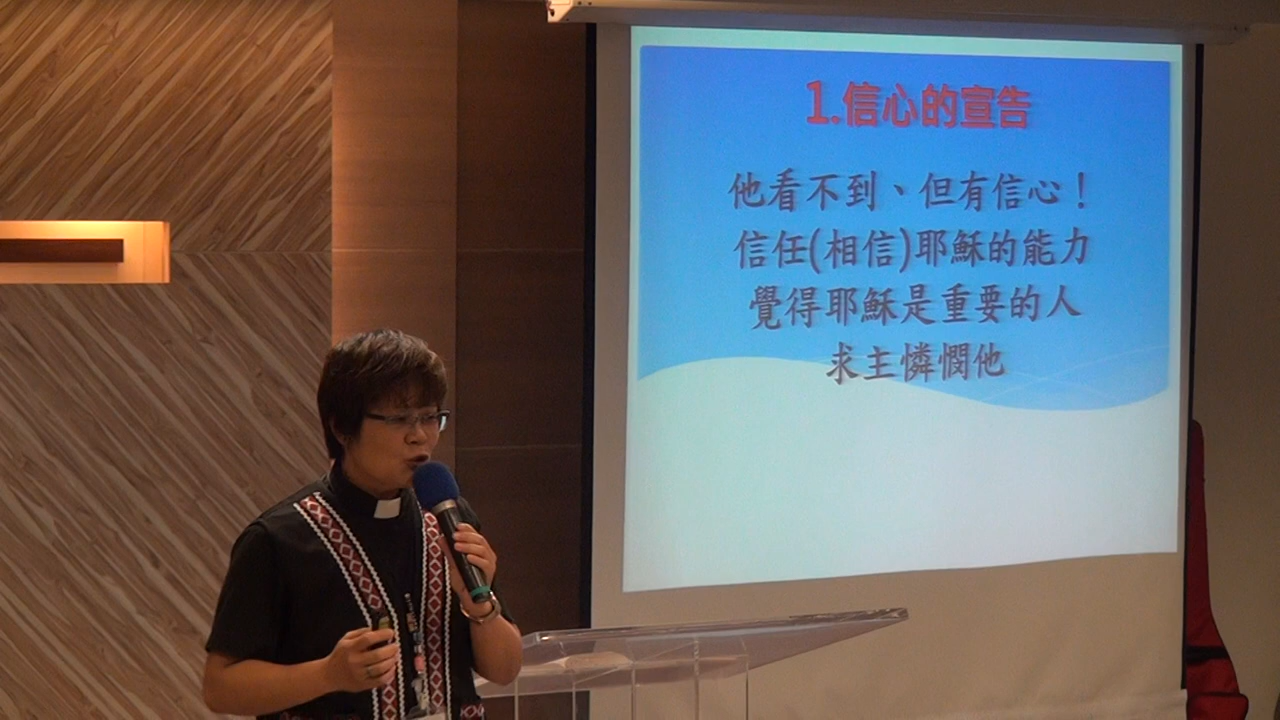 1.信心的宣告
他看不到、但有信心！
信任(相信)耶穌的能力
覺得耶穌是重要的人
求主憐憫他